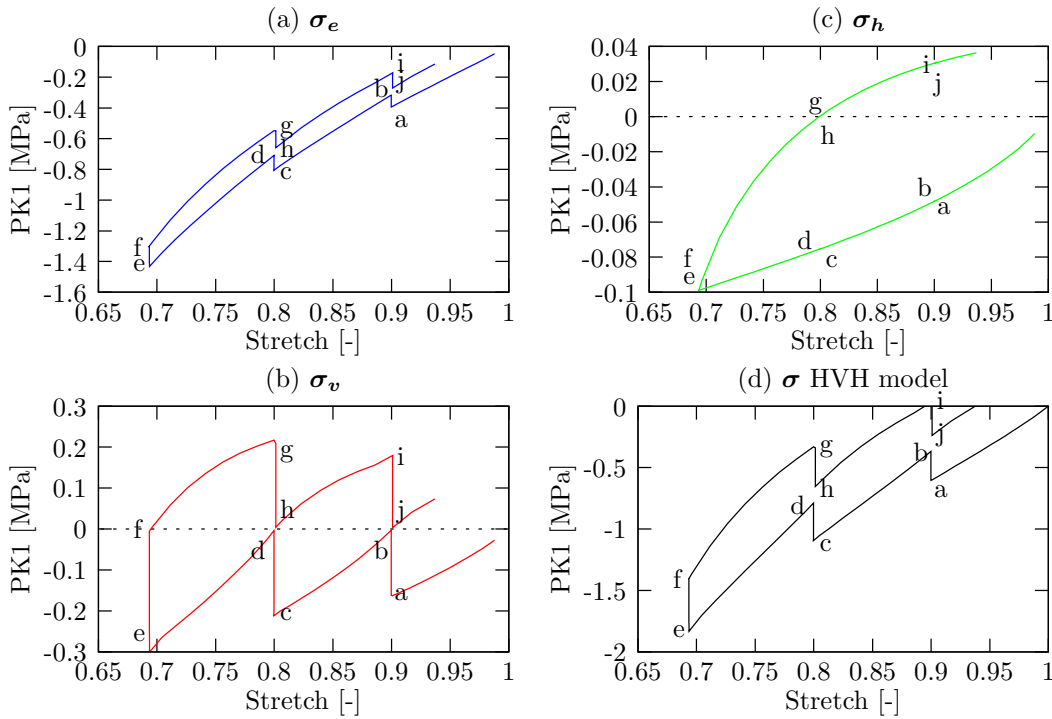 (a) σe
0
-0.2
-0.4
-0.6
-0.8
-1
-1.2
-1.4
-1.6
PK1 [MPa]
0.65 0.7 0.75 0.8 0.85 0.9 0.95 1
Stretch [-]
a
b
c
d
e
f
g
h
i
j
(c) σh
0.04
0.02
0
-0.02
-0.04
-0.06
-0.08
-0.1
PK1 [MPa]
0.65 0.7 0.75 0.8 0.85 0.9 0.95 1
Stretch [-]
a
b
c
d
e
f
g
h
i
j
(b) σv
0.3
0.2
0.1
0
-0.1
-0.2
-0.3
PK1 [MPa]
0.65 0.7 0.75 0.8 0.85 0.9 0.95 1
Stretch [-]
a
b
c
d
e
f
g
h
i
j
(d) σ HVH model
0
-0.5
-1
-1.5
-2
PK1 [MPa]
0.65 0.7 0.75 0.8 0.85 0.9 0.95 1
Stretch [-]
a
b
c
d
e
f
g
h
i
j